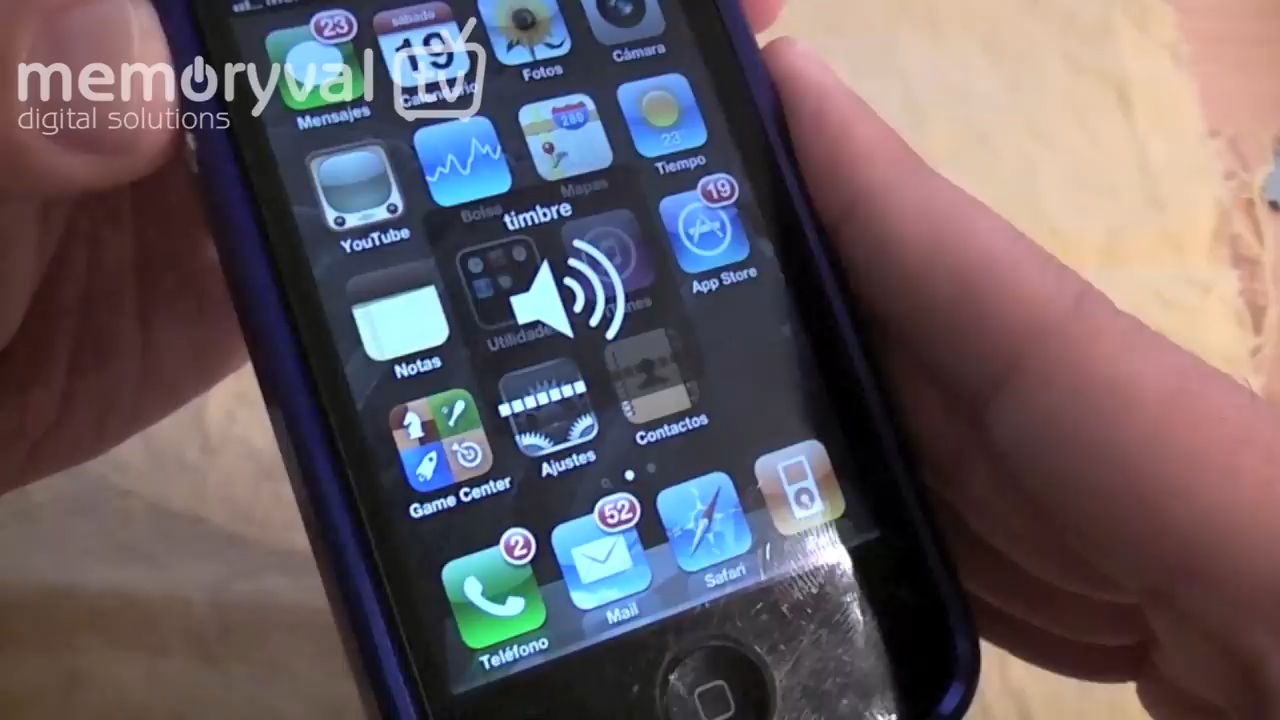 memoryval tv
digital solutions
23
sábado
19
Mensajes
Calendario
Fotos
Cámara
280
23
YouTube
Bolsa
Mapas
Tiempo
timbre
19
Notas
Utilidades
iTunes
App Store
Game Center
Ajustes
Contactos
2
52
Teléfono
Mail
Safari